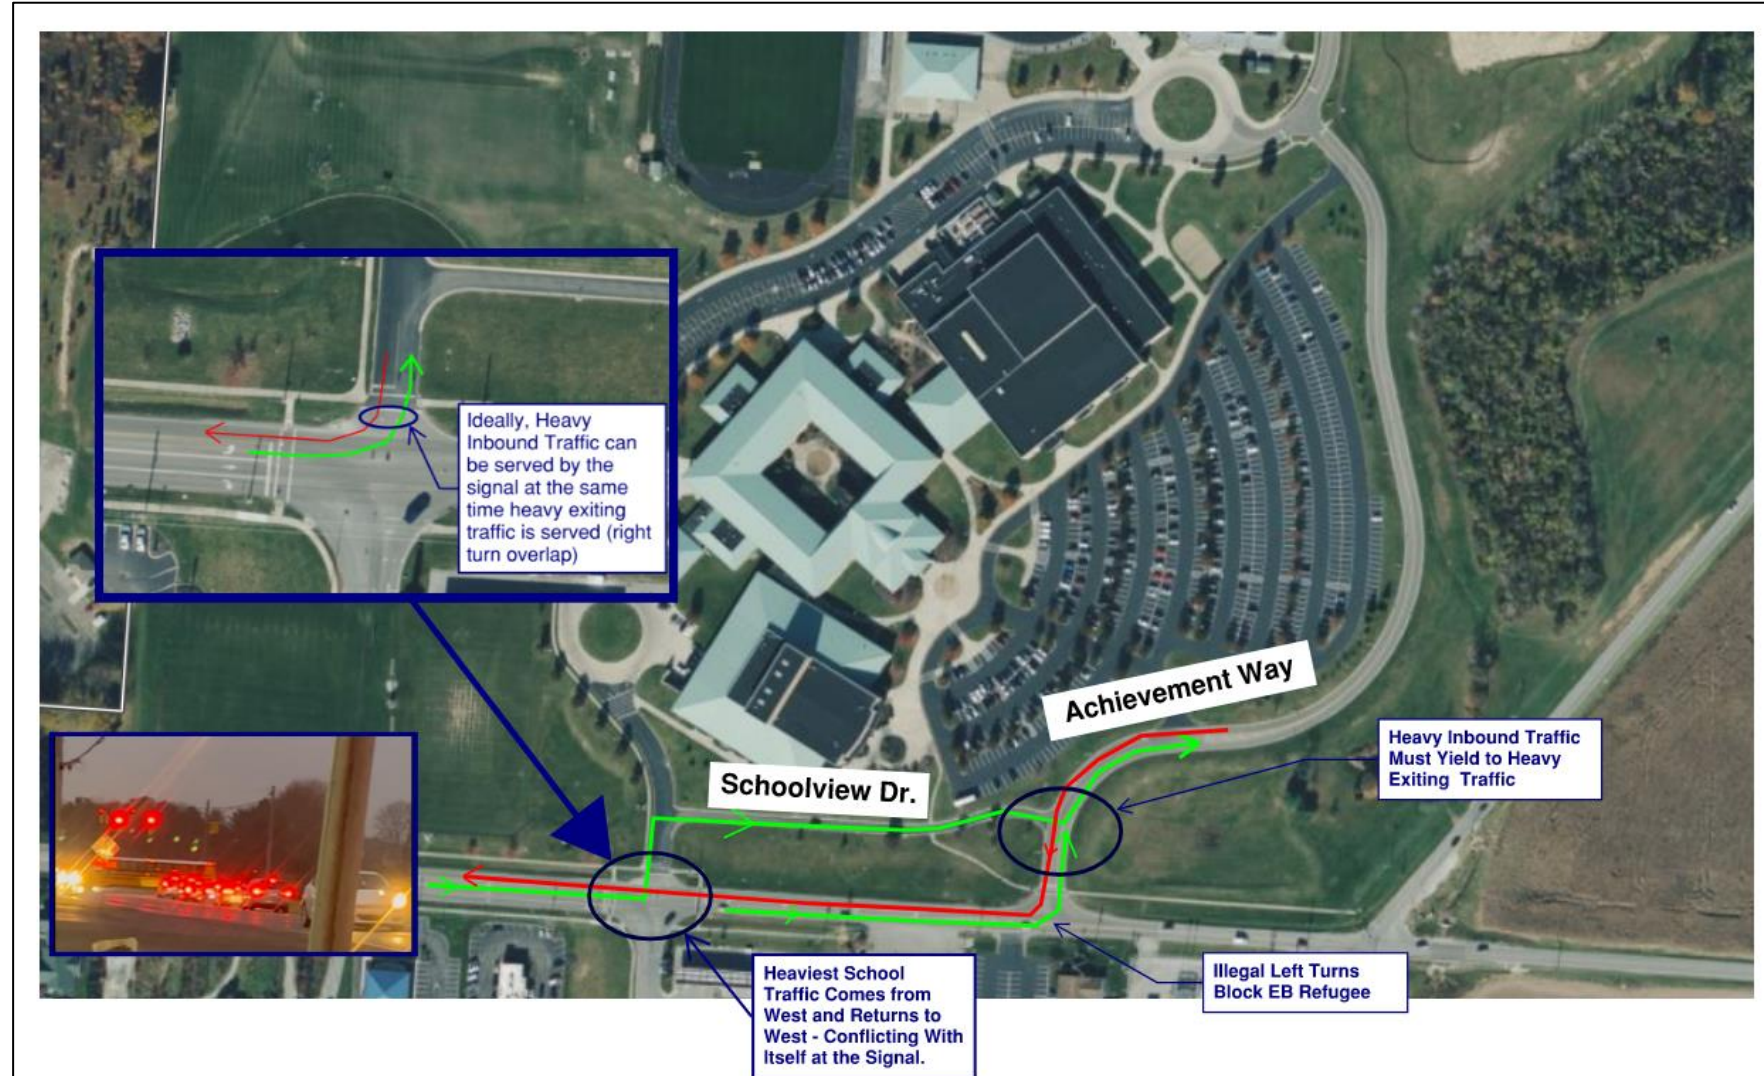 Ideally, Heavy
Inbound Traffic can
be served by the
signal at the same
time heavy exiting
traffic is served (right
turn overlap)
Achievement Way
Schoolview Dr.
Heavy Inbound Traffic
Must Yield to Heavy
Exiting Traffic
Illegal Left Turns
Block EB Refugee
Heaviest School
Traffic Comes from
West and Returns to
West - Conflicting With
Itself at the Signal.